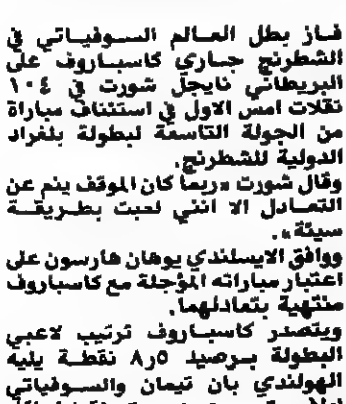 فاز بطل العالم السوفياتي في
الشطرنج جاري كاسباروف على
البريطاني نايجل شورت في ١٠٤
نقلات امس الاول في استئناف مباراة
من الجولة التاسعة لبطولة بلغراد
الدولية للشطرنج.
وقال شورت «ربما كان الموقف ينم عن
التعادل الا انني لعبت بطريقة
سيئة».
ووافق الايسلندي يوهان هارسون على
اعتبار مباراته المؤجلة مع كاسباروف
منتهية بتعادلهما.
ويتصدر كاسباروف ترتيب لاعبي
البطولة برصيد ٨٫٥ نقطة يليه
الهولندي يان تيمان والسوفياتي